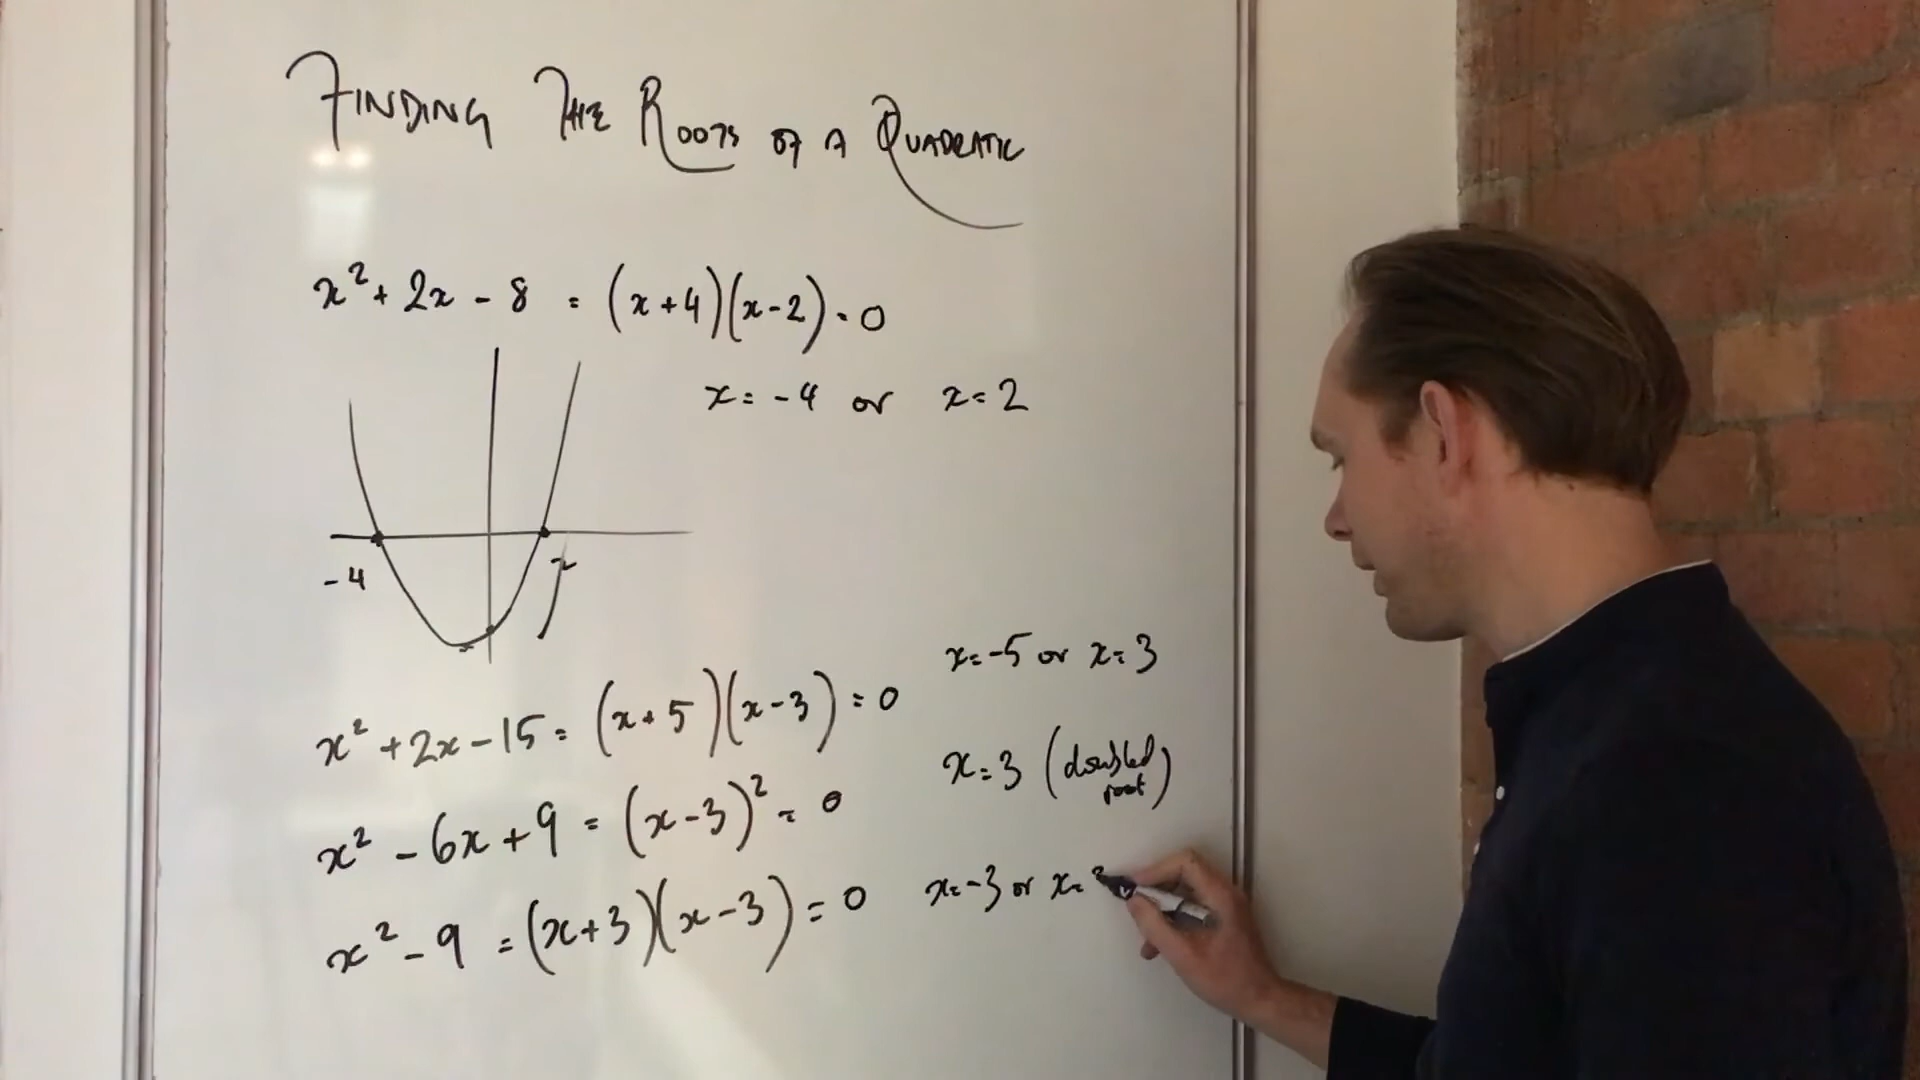 FINDING THE ROOTS OF A QUADRATIC
x² + 2x - 8 = (x+4)(x-2) = 0
x = -4 or x = 2
-4
2
x = -5 or x = 3
x² + 2x - 15 = (x+5)(x-3) = 0
x = 3 (doubled root)
x² - 6x + 9 = (x-3)² = 0
x² - 9 = (x+3)(x-3) = 0 x = -3 or x = 3